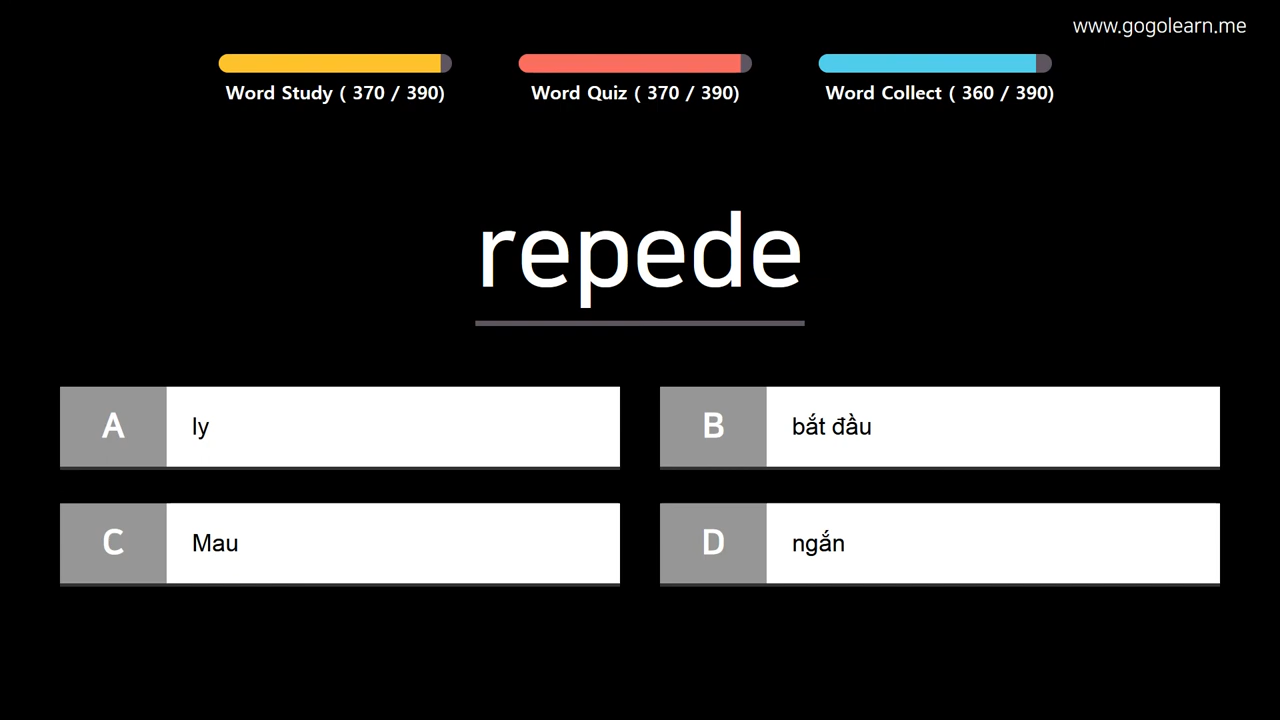 www.gogolearn.me
Word Study ( 370 / 390)
Word Quiz ( 370 / 390)
Word Collect ( 360 / 390)
repede
A
ly
B
bắt đầu
C
Mau
D
ngắn